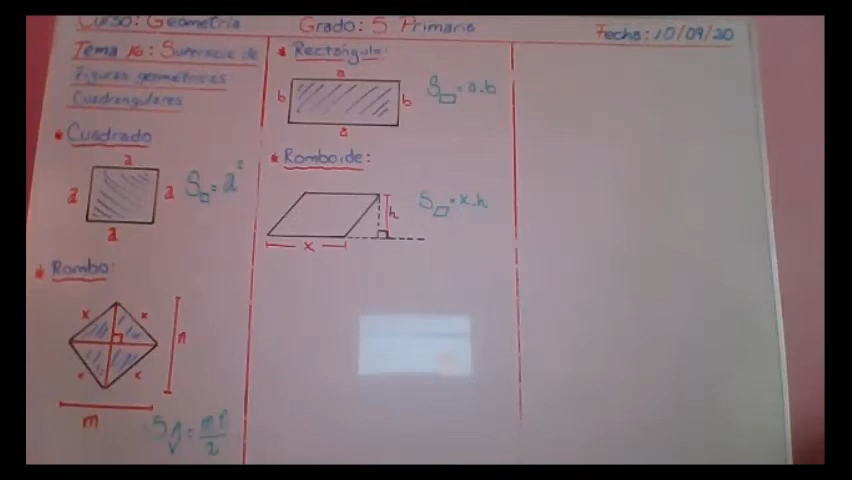 Curso: Geometría
Grado: 5 Primaria
Fecha: 10/09/20
Tema 16: Superficie de
Figuras geométricas
Cuadrangulares
* Cuadrado
a
a
a
a
S□ = a²
* Rombo:
x
x
x
x
n
m
S◊ = m n / 2
* Rectángulo:
a
b
b
a
S▭ = a.b
* Romboide:
h
x
S▱ = x.h